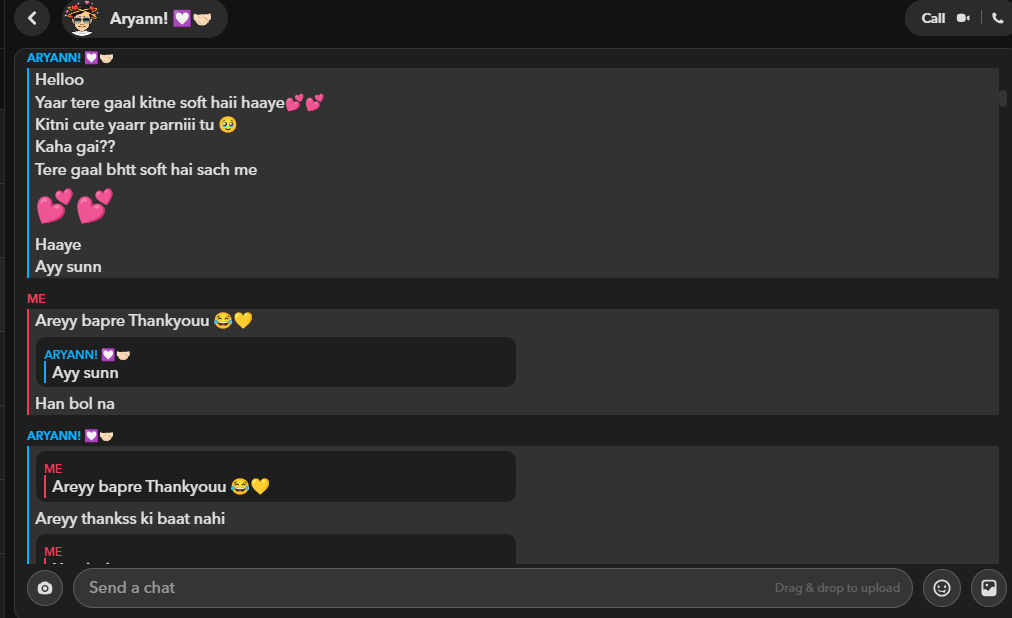 Aryann! 💟🤝🏻
Call
ARYANN! 💟🤝🏻
Helloo
Yaar tere gaal kitne soft haii haaye💕💕
Kitni cute yaarr parniii tu 🥹
Kaha gai??
Tere gaal bhtt soft hai sach me
💕💕
Haaye
Ayy sunn
ME
Areyy bapre Thankyouu 😂💛
ARYANN! 💟🤝🏻
Ayy sunn
Han bol na
ARYANN! 💟🤝🏻
ME
Areyy bapre Thankyouu 😂💛
Areyy thankss ki baat nahi
ME
Send a chat
Drag & drop to upload